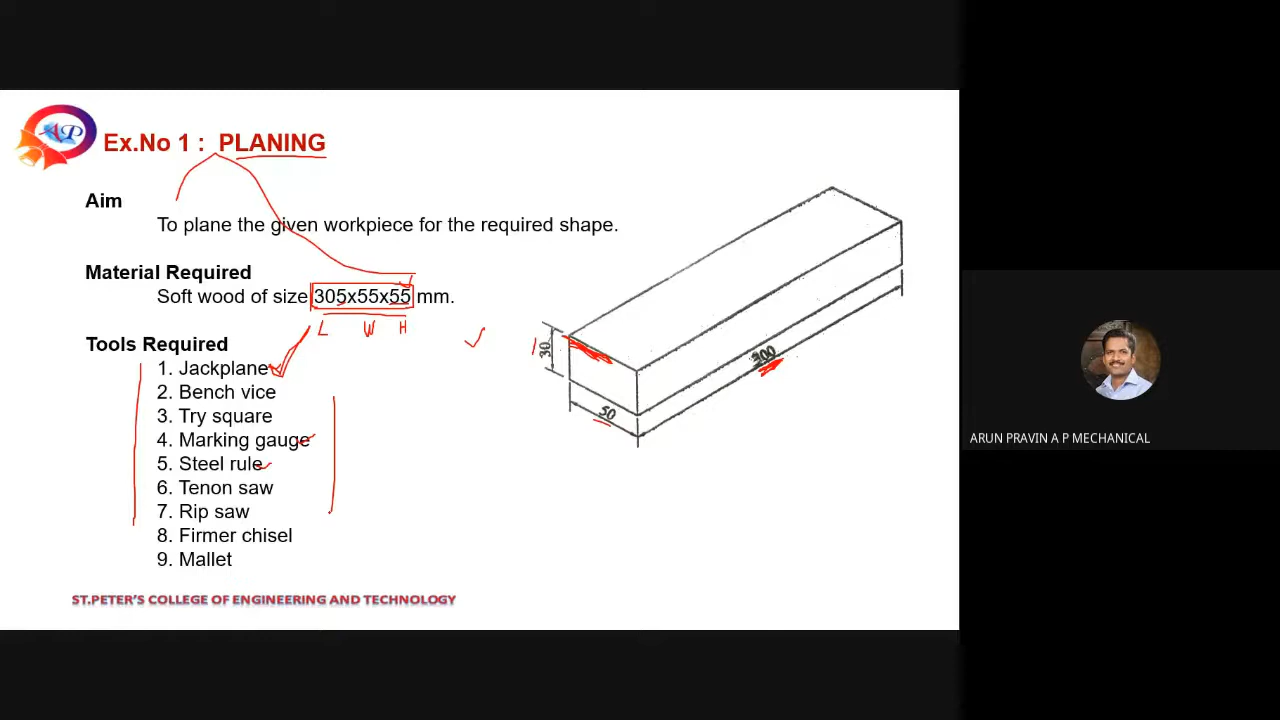 AP
Ex.No 1 : PLANING
Aim
To plane the given workpiece for the required shape.
Material Required
Soft wood of size 305x55x55 mm.
L W H
Tools Required
1. Jackplane
2. Bench vice
3. Try square
4. Marking gauge
5. Steel rule
6. Tenon saw
7. Rip saw
8. Firmer chisel
9. Mallet
30
50
300
ST.PETER'S COLLEGE OF ENGINEERING AND TECHNOLOGY
ARUN PRAVIN A P MECHANICAL